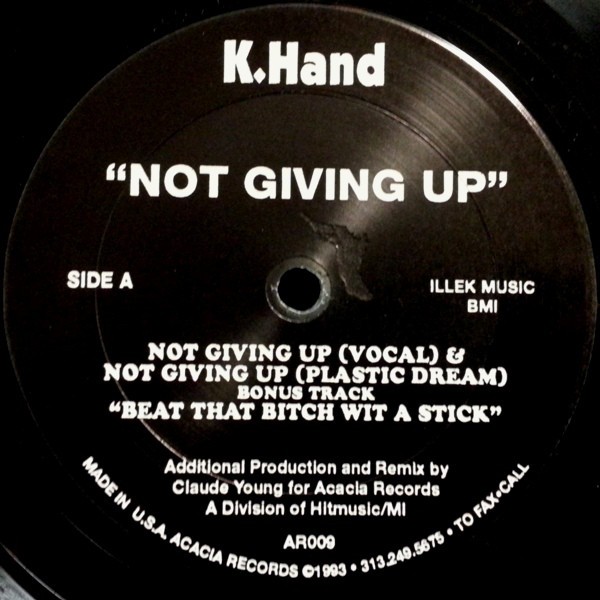 K.Hand
“NOT GIVING UP”
SIDE A
ILLEK MUSIC
BMI
NOT GIVING UP (VOCAL) &
NOT GIVING UP (PLASTIC DREAM)
BONUS TRACK
“BEAT THAT BITCH WIT A STICK”
Additional Production and Remix by
Claude Young for Acacia Records
A Division of Hitmusic/MI
AR009
MADE IN U.S.A. ACACIA RECORDS ©1993 • 313.249.5675 • TO FAX•CALL